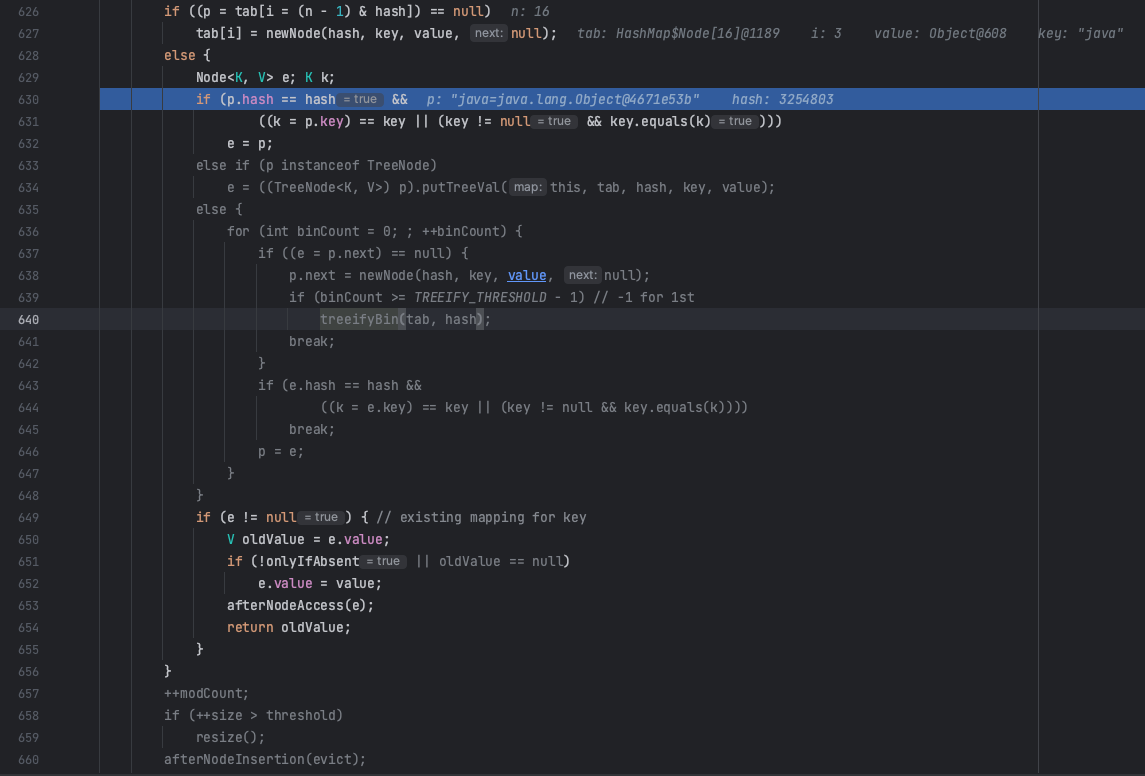 626 if ((p = tab[i = (n - 1) & hash]) == null) n: 16
627 tab[i] = newNode(hash, key, value, next: null); tab: HashMap$Node[16]@1189 i: 3 value: Object@608 key: "java"
628 else {
629 Node<K, V> e; K k;
630 if (p.hash == hash = true && p: "java=java.lang.Object@4671e53b" hash: 3254803
631 ((k = p.key) == key || (key != null = true && key.equals(k) = true )))
632 e = p;
633 else if (p instanceof TreeNode)
634 e = ((TreeNode<K, V>) p).putTreeVal( map: this, tab, hash, key, value);
635 else {
636 for (int binCount = 0; ; ++binCount) {
637 if ((e = p.next) == null) {
638 p.next = newNode(hash, key, value, next: null);
639 if (binCount >= TREEIFY_THRESHOLD - 1) // -1 for 1st
640 treeifyBin(tab, hash);
641 break;
642 }
643 if (e.hash == hash &&
644 ((k = e.key) == key || (key != null && key.equals(k))))
645 break;
646 p = e;
647 }
648 }
649 if (e != null = true ) { // existing mapping for key
650 V oldValue = e.value;
651 if (!onlyIfAbsent = true || oldValue == null)
652 e.value = value;
653 afterNodeAccess(e);
654 return oldValue;
655 }
656 }
657 ++modCount;
658 if (++size > threshold)
659 resize();
660 afterNodeInsertion(evict);